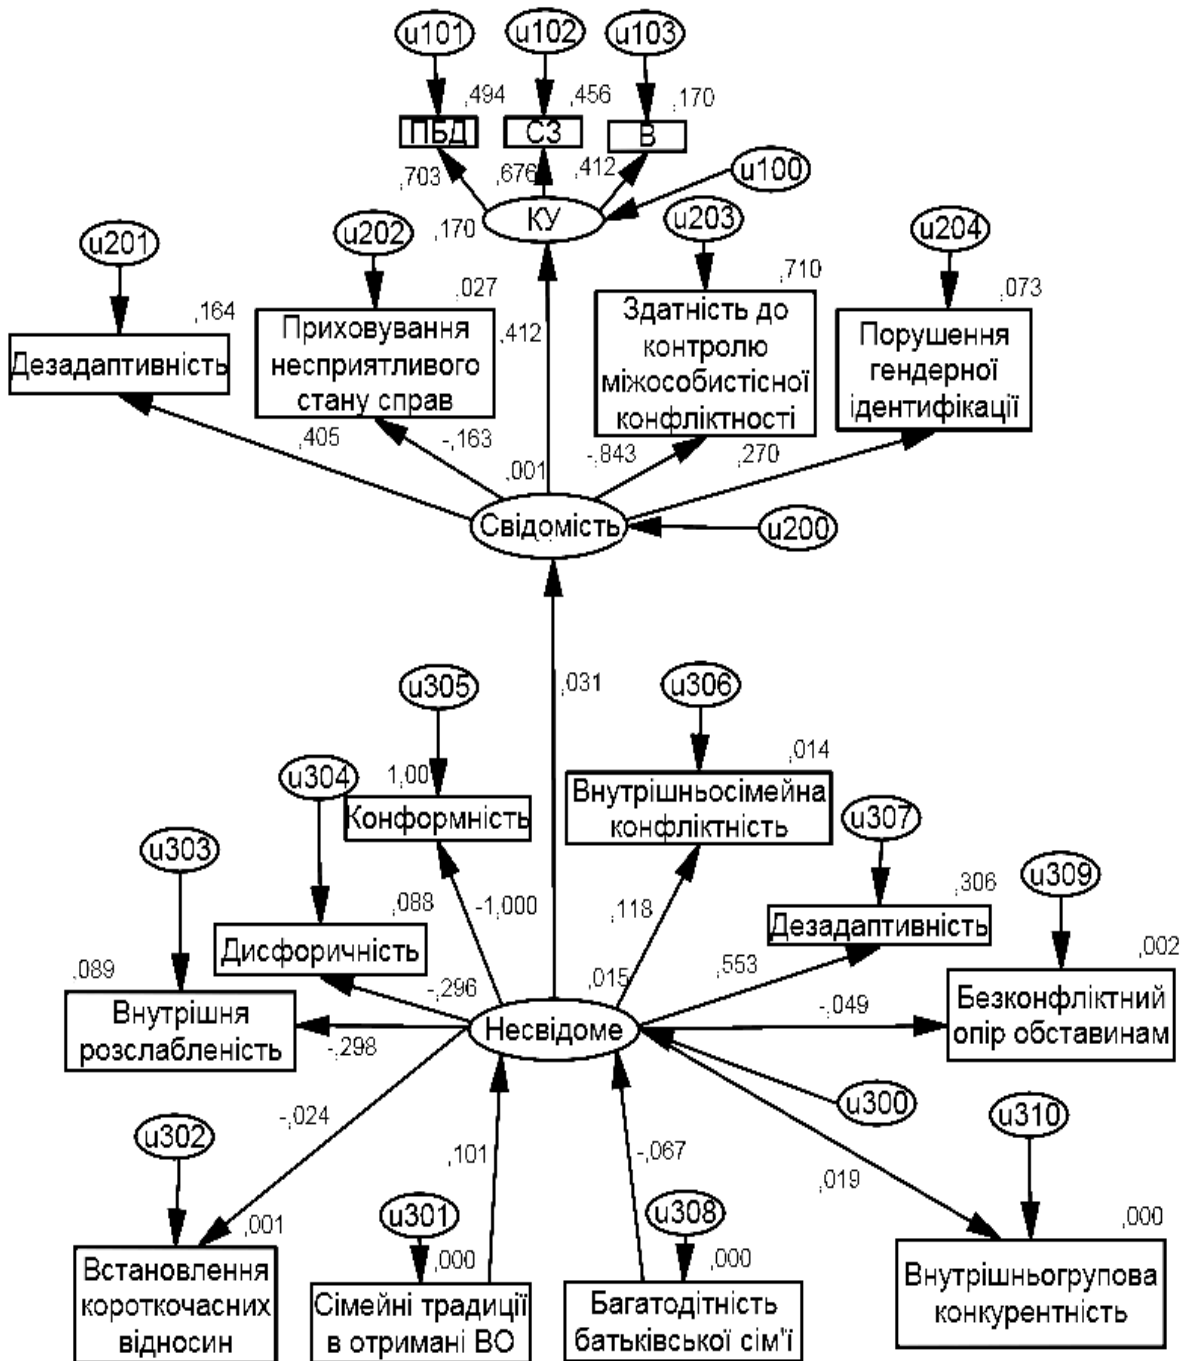 u101
u102
u103
,494
,456
,170
ПБД
СЗ
В
,703
,676
,412
u100
КУ
,170
u201
u202
u203
u204
,164
,027
,710
,073
Дезадаптивність
Приховування
несприятливого
стану справ
,412
Здатність до
контролю
міжособистісної
конфліктності
Порушення
гендерної
ідентифікації
,405
-,163
,001
-,843
,270
Свідомість
u200
,031
u305
u306
u304
1,00
,014
Конформність
Внутрішньосімейна
конфліктність
u303
u307
u309
,088
-1,000
,118
,306
Дисфоричність
Дезадаптивність
,089
-,296
,015
,553
,002
Внутрішня
розслабленість
-,298
Несвідоме
-,049
Безконфліктний
опір обставинам
u302
-,024
,101
-,067
u300
u310
,019
u301
u308
,001
,000
,000
,000
Встановлення
короткочасних
відносин
Сімейні традиції
в отримані ВО
Багатодітність
батьківської сім'ї
Внутрішньогрупова
конкурентність